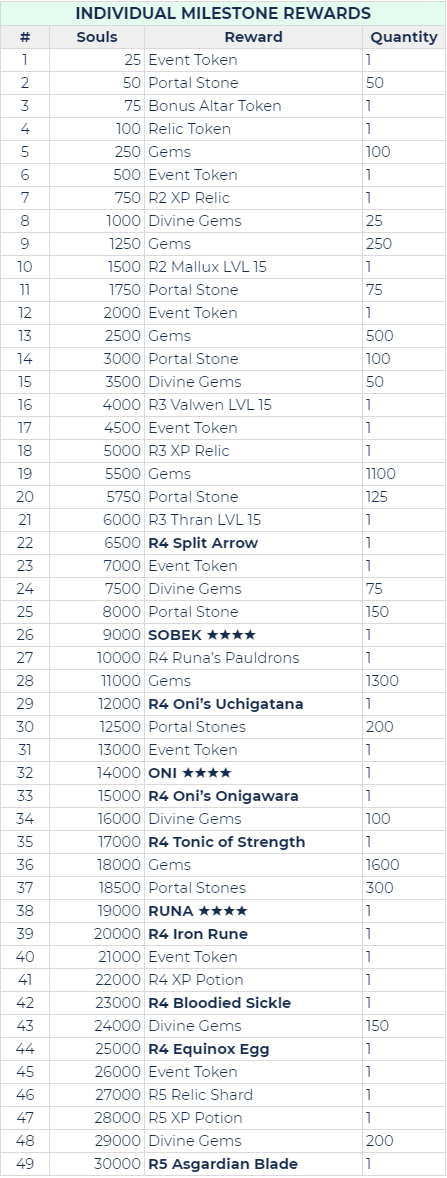 INDIVIDUAL MILESTONE REWARDS
# Souls Reward Quantity
1 25 Event Token 1
2 50 Portal Stone 50
3 75 Bonus Altar Token 1
4 100 Relic Token 1
5 250 Gems 100
6 500 Event Token 1
7 750 R2 XP Relic 1
8 1000 Divine Gems 25
9 1250 Gems 250
10 1500 R2 Mallux LVL 15 1
11 1750 Portal Stone 75
12 2000 Event Token 1
13 2500 Gems 500
14 3000 Portal Stone 100
15 3500 Divine Gems 50
16 4000 R3 Valwen LVL 15 1
17 4500 Event Token 1
18 5000 R3 XP Relic 1
19 5500 Gems 1100
20 5750 Portal Stone 125
21 6000 R3 Thran LVL 15 1
22 6500 R4 Split Arrow 1
23 7000 Event Token 1
24 7500 Divine Gems 75
25 8000 Portal Stone 150
26 9000 SOBEK ★★★★ 1
27 10000 R4 Runa’s Pauldrons 1
28 11000 Gems 1300
29 12000 R4 Oni’s Uchigatana 1
30 12500 Portal Stones 200
31 13000 Event Token 1
32 14000 ONI ★★★★ 1
33 15000 R4 Oni’s Onigawara 1
34 16000 Divine Gems 100
35 17000 R4 Tonic of Strength 1
36 18000 Gems 1600
37 18500 Portal Stones 300
38 19000 RUNA ★★★★ 1
39 20000 R4 Iron Rune 1
40 21000 Event Token 1
41 22000 R4 XP Potion 1
42 23000 R4 Bloodied Sickle 1
43 24000 Divine Gems 150
44 25000 R4 Equinox Egg 1
45 26000 Event Token 1
46 27000 R5 Relic Shard 1
47 28000 R5 XP Potion 1
48 29000 Divine Gems 200
49 30000 R5 Asgardian Blade 1